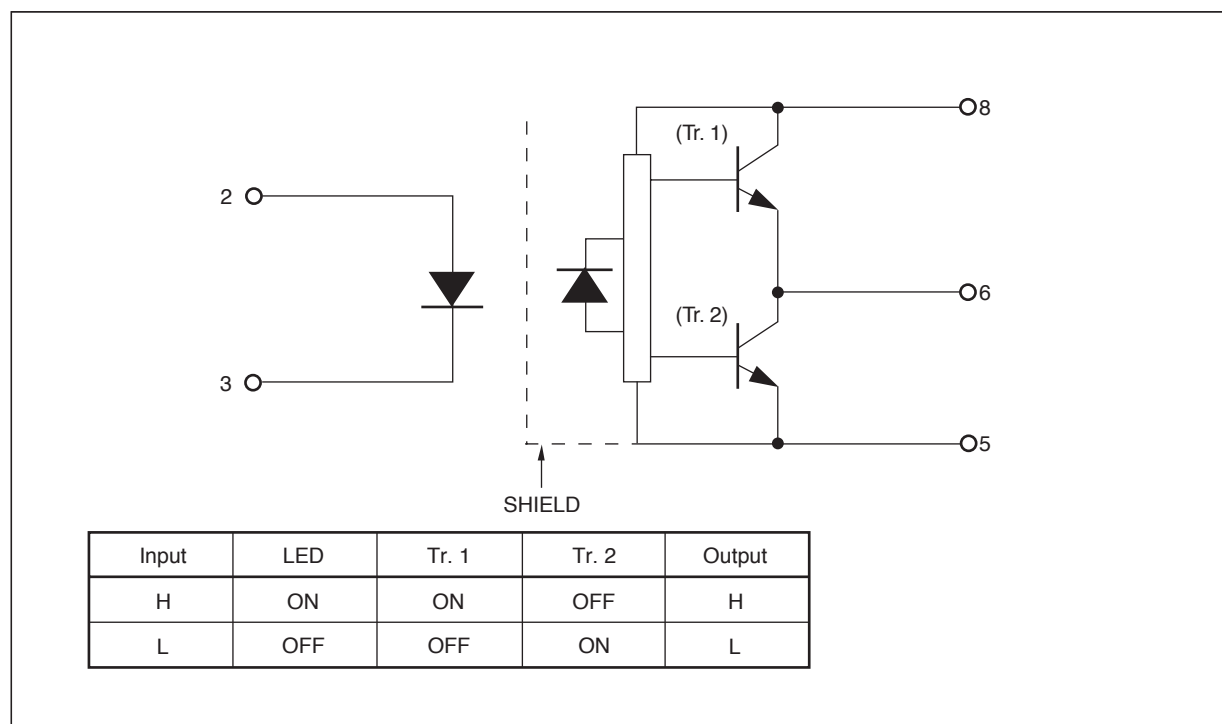 8
(Tr. 1)
2
6
(Tr. 2)
3
5
SHIELD
Input LED Tr. 1 Tr. 2 Output
H ON ON OFF H
L OFF OFF ON L